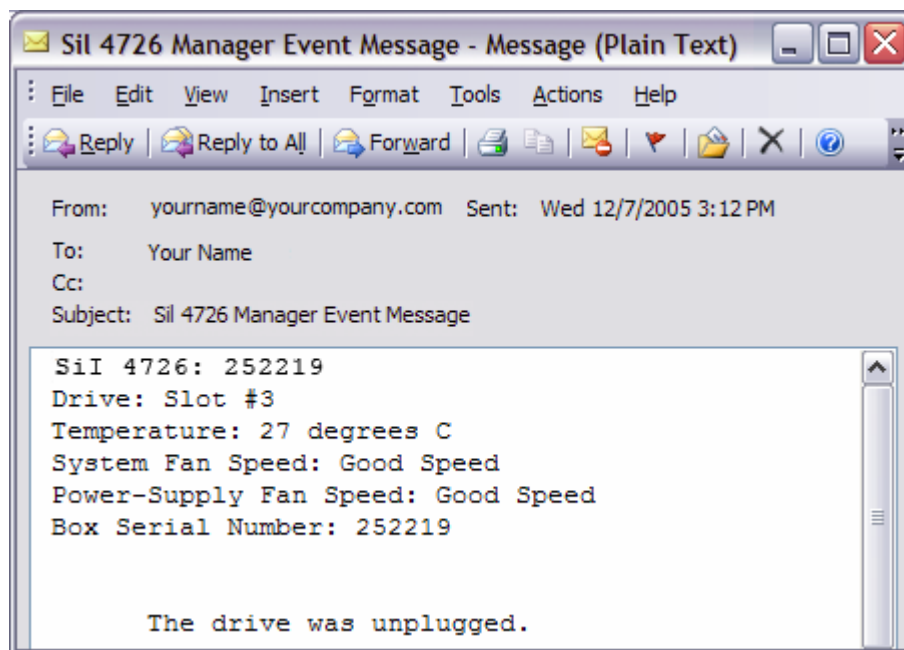 Sil 4726 Manager Event Message - Message (Plain Text)
File Edit View Insert Format Tools Actions Help
Reply Reply to All Forward
From: yourname@yourcompany.com Sent: Wed 12/7/2005 3:12 PM
To: Your Name
Cc:
Subject: Sil 4726 Manager Event Message
SiI 4726: 252219
Drive: Slot #3
Temperature: 27 degrees C
System Fan Speed: Good Speed
Power-Supply Fan Speed: Good Speed
Box Serial Number: 252219
The drive was unplugged.